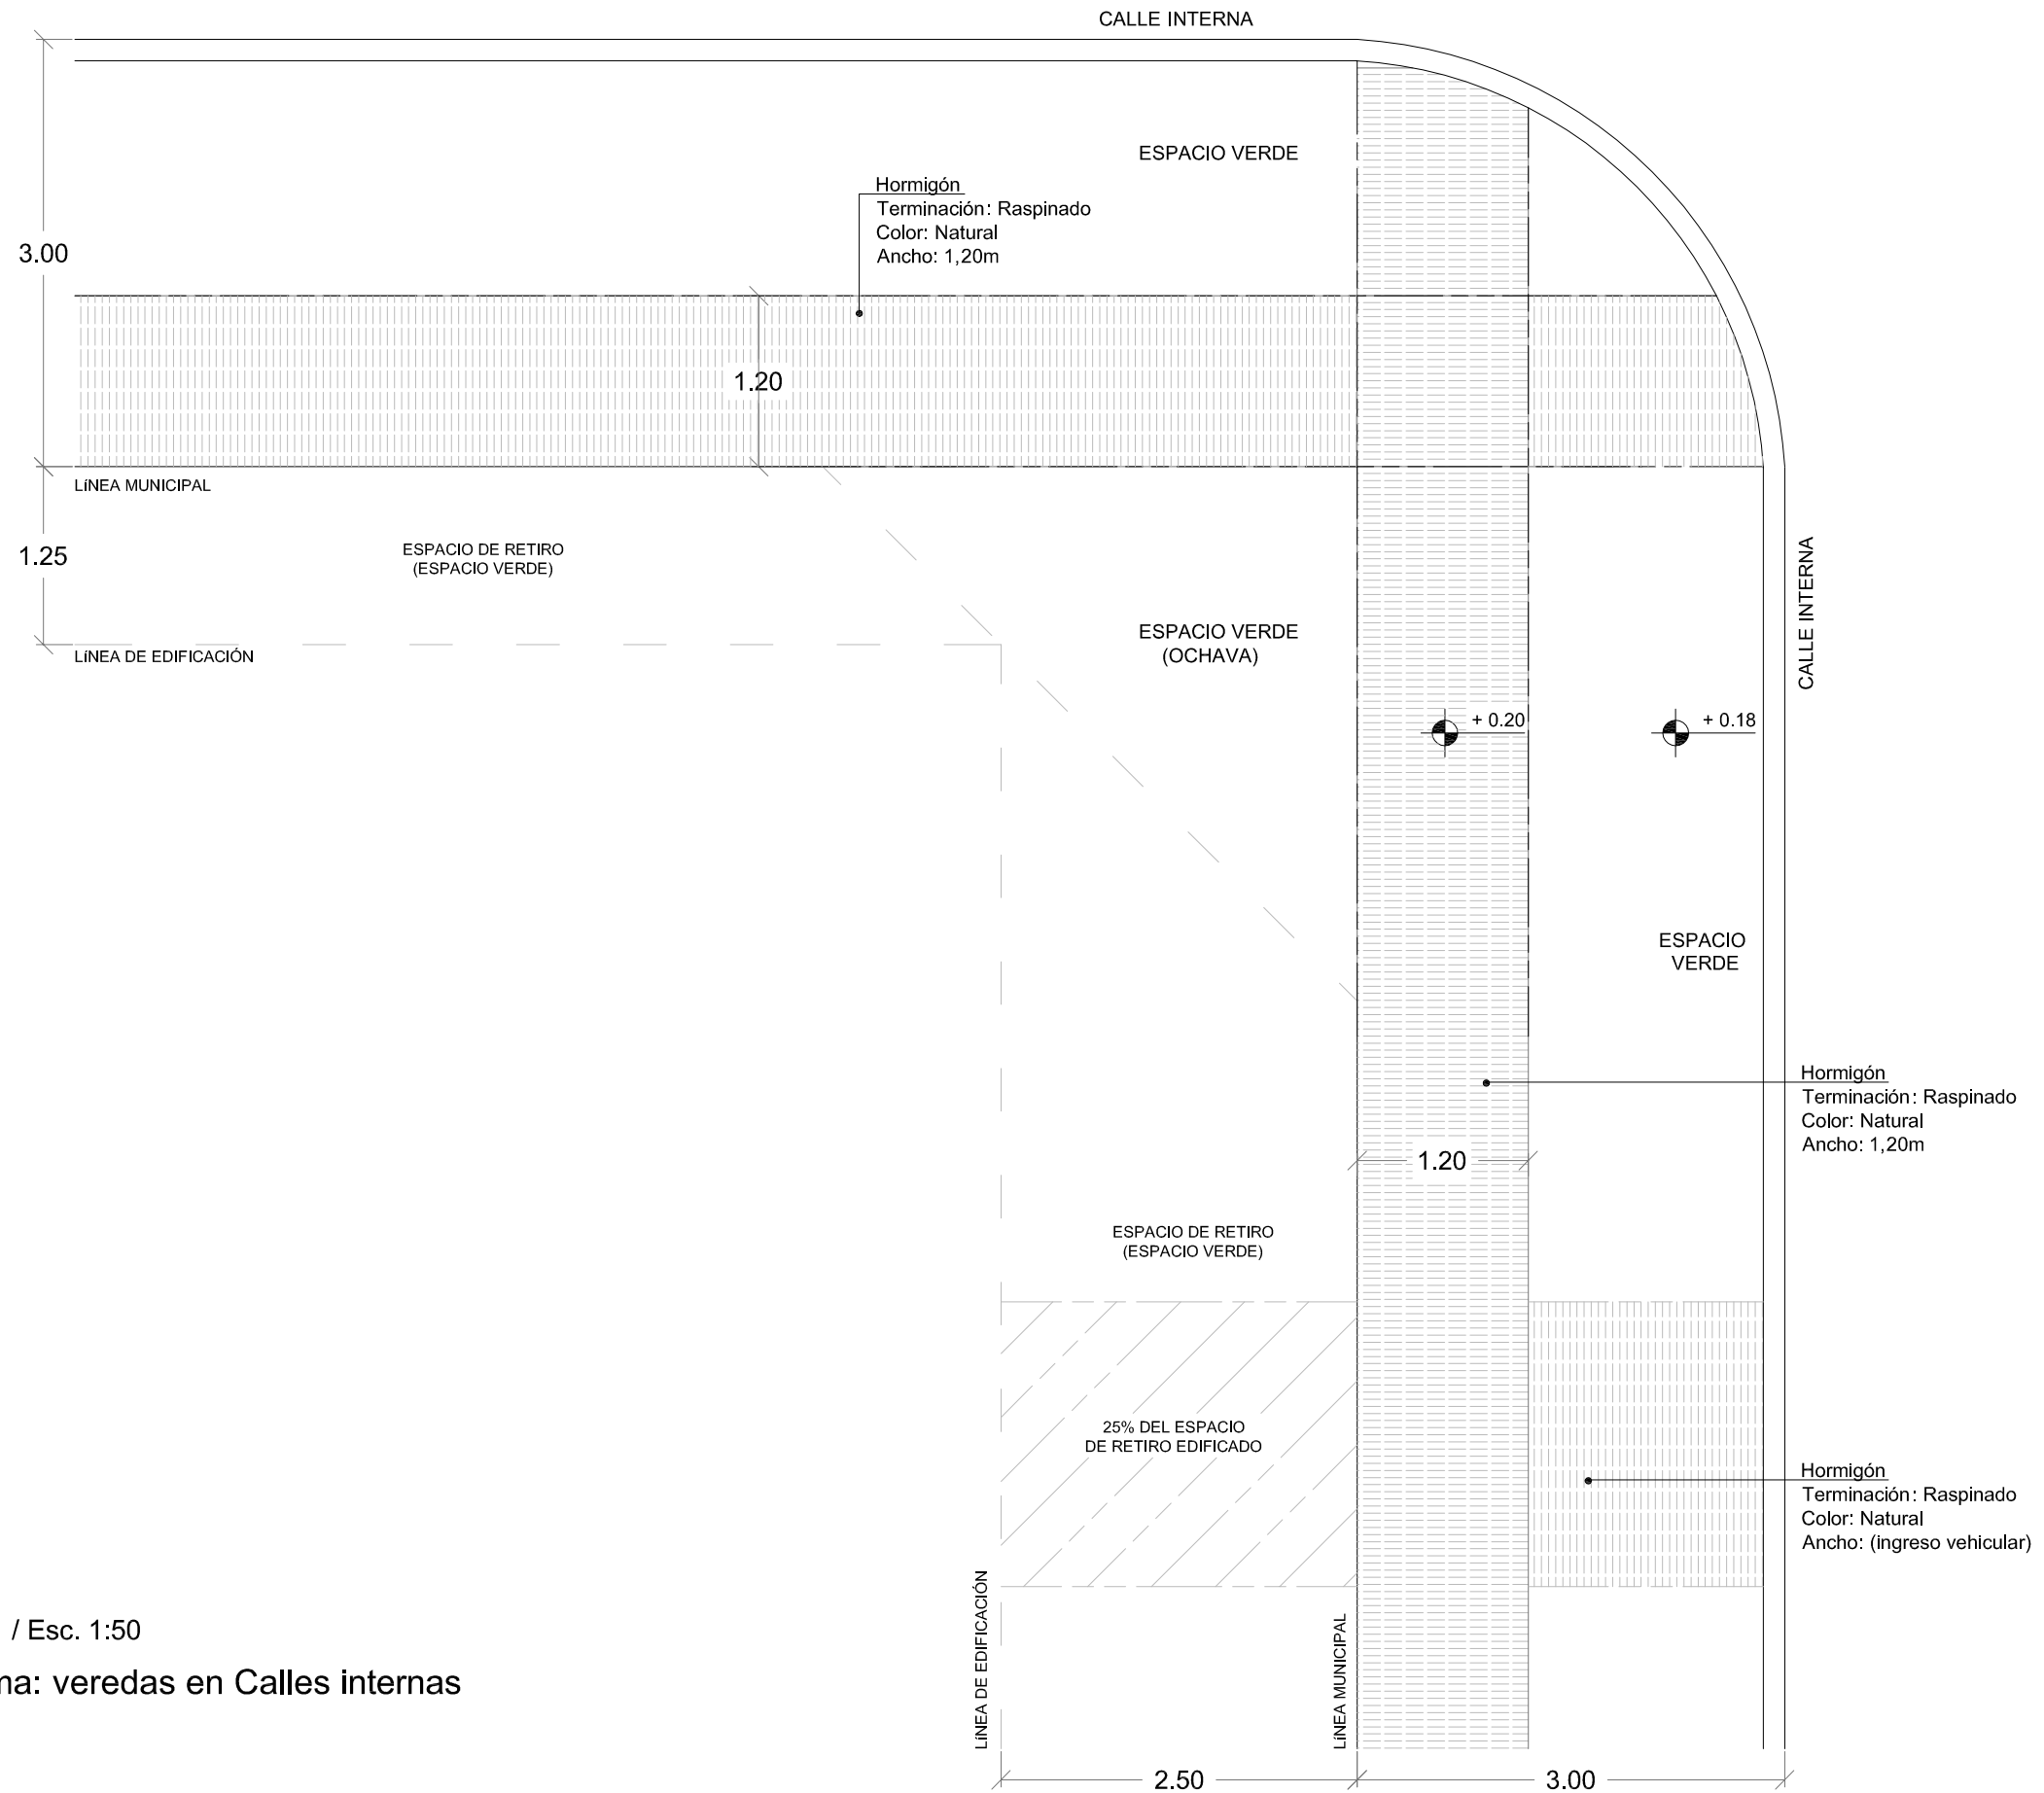 CALLE INTERNA
ESPACIO VERDE
Hormigón
Terminación: Raspinado
Color: Natural
Ancho: 1,20m
3.00
1.20
LíNEA MUNICIPAL
1.25
ESPACIO DE RETIRO
(ESPACIO VERDE)
LíNEA DE EDIFICACIÓN
ESPACIO VERDE
(OCHAVA)
CALLE INTERNA
+ 0.20
+ 0.18
ESPACIO
VERDE
Hormigón
Terminación: Raspinado
Color: Natural
Ancho: 1,20m
1.20
ESPACIO DE RETIRO
(ESPACIO VERDE)
25% DEL ESPACIO
DE RETIRO EDIFICADO
Hormigón
Terminación: Raspinado
Color: Natural
Ancho: (ingreso vehicular)
LíNEA DE EDIFICACIÓN
LíNEA MUNICIPAL
/ Esc. 1:50
ma: veredas en Calles internas
2.50
3.00